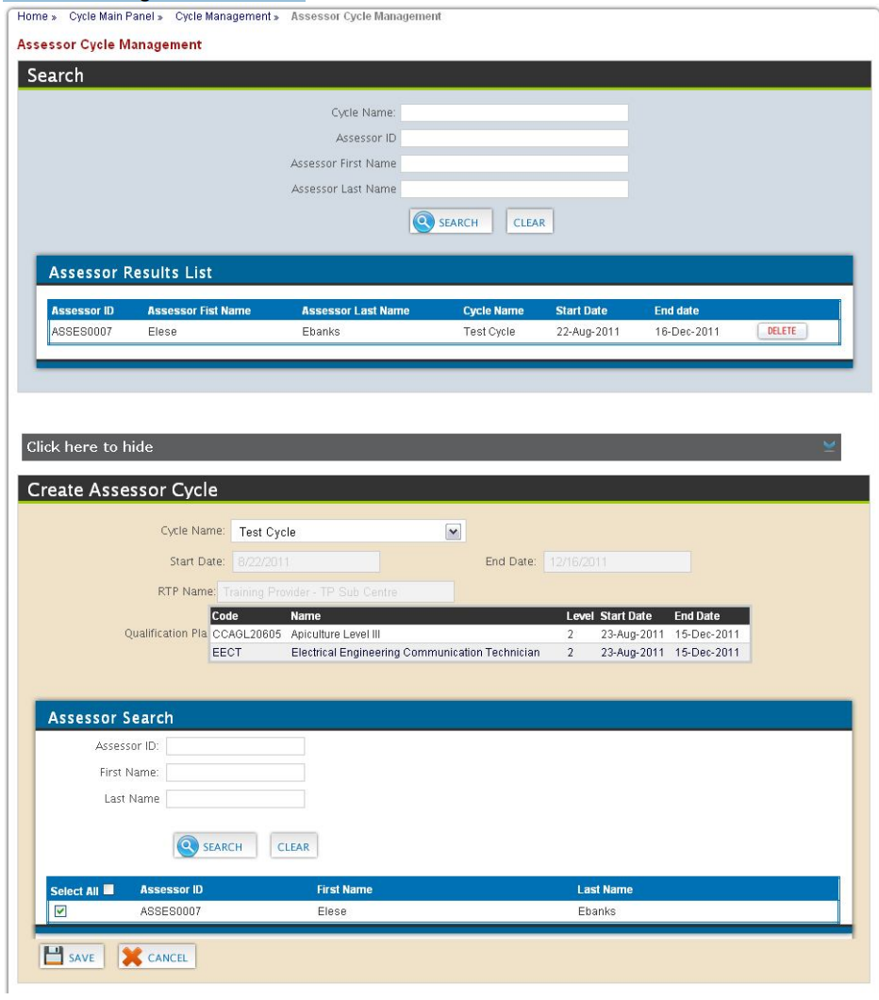 Home » Cycle Main Panel » Cycle Management » Assessor Cycle Management
Assessor Cycle Management
Search
Cycle Name:
Assessor ID
Assessor First Name
Assessor Last Name
SEARCH CLEAR
Assessor Results List
Assessor ID Assessor Fist Name Assessor Last Name Cycle Name Start Date End date
ASSES0007 Elese Ebanks Test Cycle 22-Aug-2011 16-Dec-2011 DELETE
Click here to hide
Create Assessor Cycle
Cycle Name: Test Cycle
Start Date: 8/22/2011 End Date: 12/16/2011
RTP Name: Training Provider - TP Sub Centre
Code Name Level Start Date End Date
Qualification Pla CCAGL20605 Apiculture Level III 2 23-Aug-2011 15-Dec-2011
EECT Electrical Engineering Communication Technician 2 23-Aug-2011 15-Dec-2011
Assessor Search
Assessor ID:
First Name:
Last Name
SEARCH CLEAR
Select All Assessor ID First Name Last Name
ASSES0007 Elese Ebanks
SAVE CANCEL